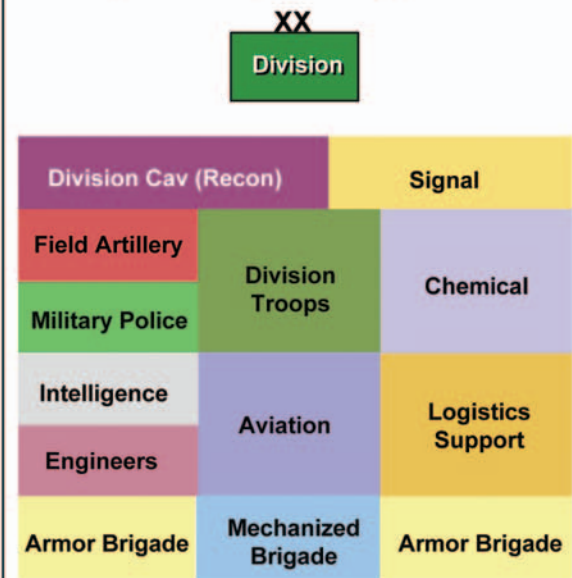 XX
Division
Division Cav (Recon)
Signal
Field Artillery
Division
Troops
Chemical
Military Police
Intelligence
Aviation
Logistics
Support
Engineers
Armor Brigade
Mechanized
Brigade
Armor Brigade